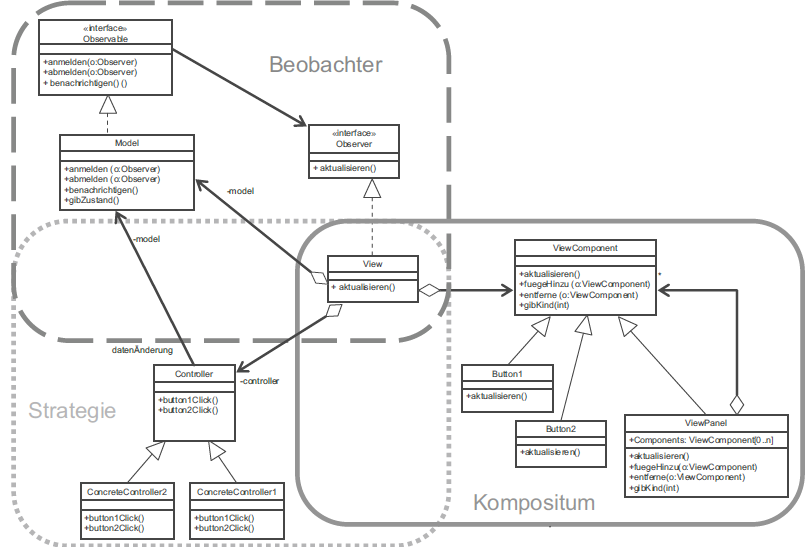 «interface»
Observable
+anmelden(o:Observer)
+abmelden(o:Observer)
+ benachrichtigen() ()
Beobachter
«interface»
Observer
+ aktualisieren()
Model
+anmelden (o:Observer)
+abmelden (o:Observer)
+benachrichtigen()
+gibZustand()
-model
-model
View
+ aktualisieren()
ViewComponent
+aktualisieren()
+fuegeHinzu (o:ViewComponent)
+entferne (o:ViewComponent)
+gibKind(int)
*
datenÄnderung
Controller
+button1Click()
+button2Click()
-controller
Strategie
Button1
+aktualisieren()
Button2
+aktualisieren()
ViewPanel
+Components: ViewComponent[0..n]
+aktualisieren()
+fuegeHinzu(o:ViewComponent)
+entferne(o:ViewComponent)
+gibKind(int)
ConcreteController2
+button1Click()
+button2Click()
ConcreteController1
+button1Click()
+button2Click()
Kompositum